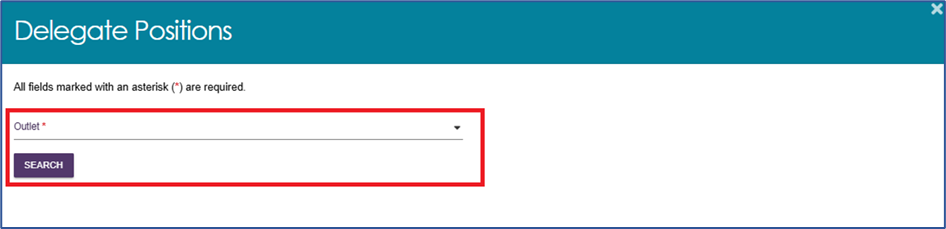 Delegate Positions
All fields marked with an asterisk (*) are required.
Outlet *
SEARCH